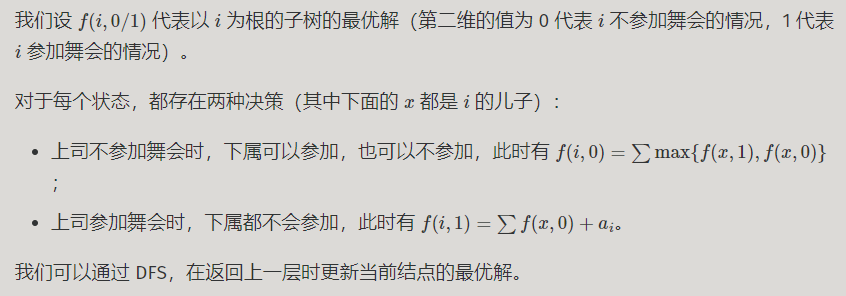 我们设 f(i, 0/1) 代表以 i 为根的子树的最优解（第二维的值为 0 代表 i 不参加舞会的情况，1 代表
i 参加舞会的情况）。
对于每个状态，都存在两种决策（其中下面的 x 都是 i 的儿子）：
• 上司不参加舞会时，下属可以参加，也可以不参加，此时有 f(i, 0) = ∑ max{f(x, 1), f(x, 0)}
；
• 上司参加舞会时，下属都不会参加，此时有 f(i, 1) = ∑ f(x, 0) + aᵢ。
我们可以通过 DFS，在返回上一层时更新当前结点的最优解。